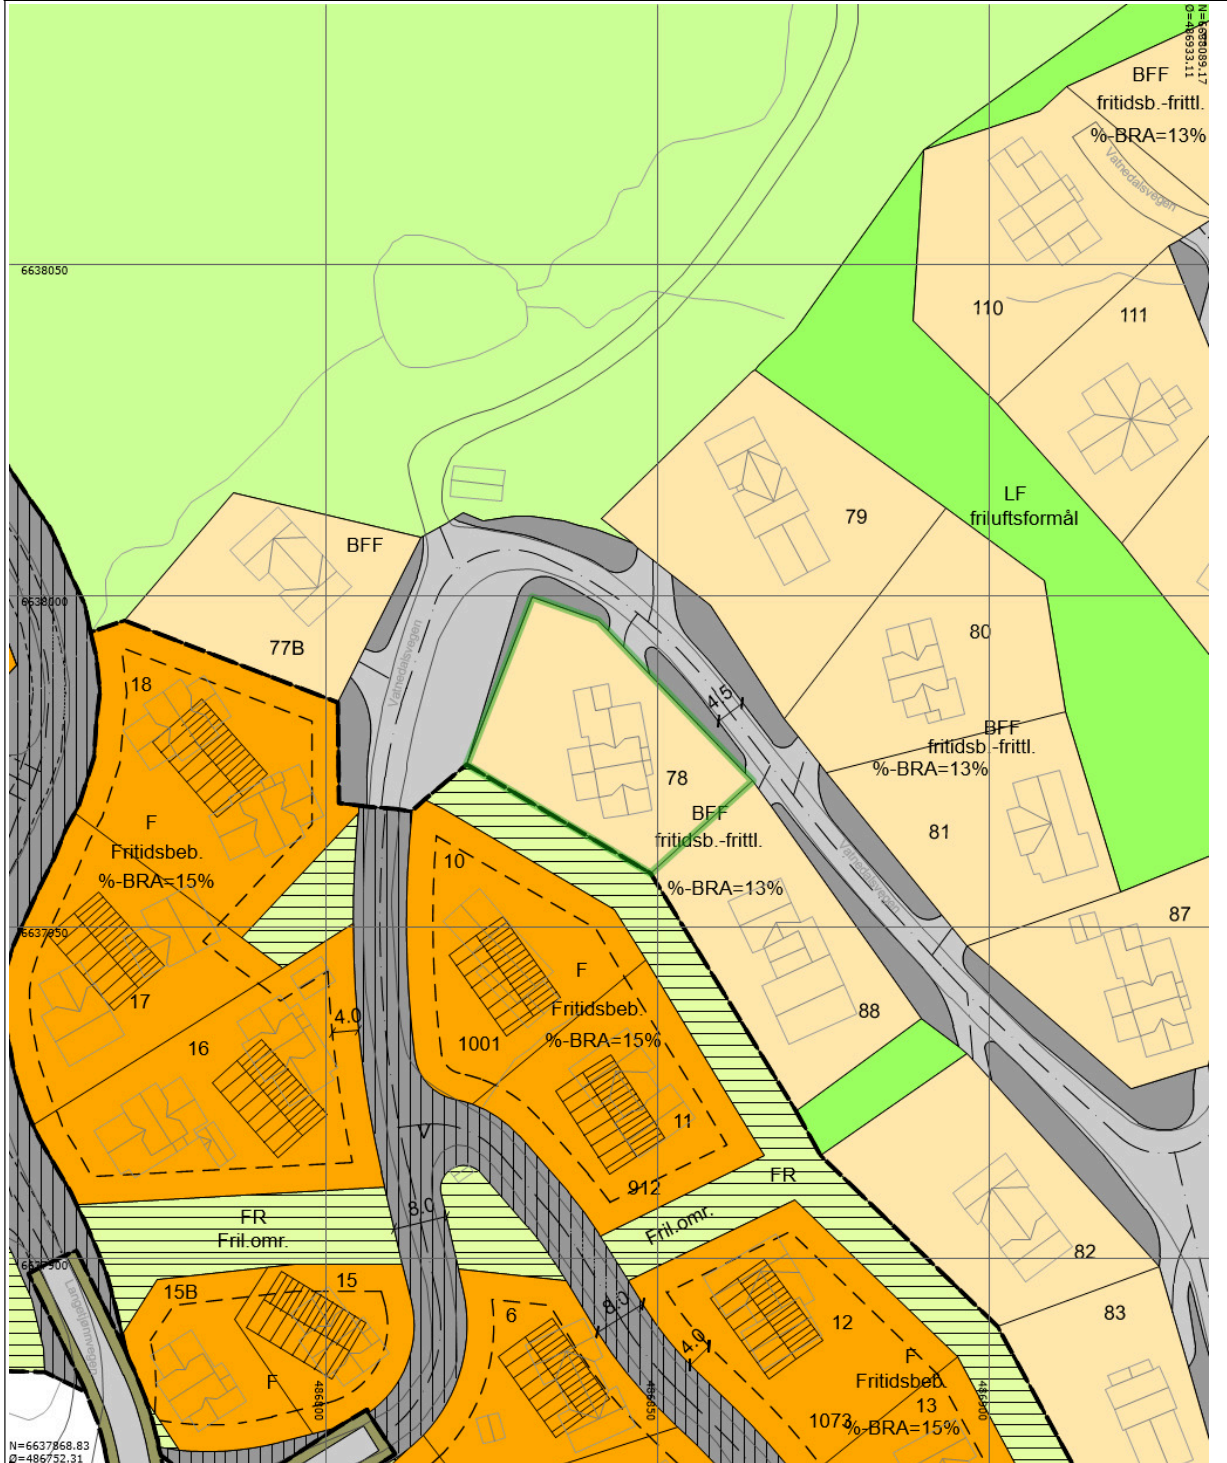 N=6638089.17
Ø=486933.11
BFF
fritidsb.-frittl.
%-BRA=13%
Vatnedalsvegen
6638050
110
111
79
LF
friluftsformål
BFF
6638000
77B
Vatnedalsvegen
18
80
4.5
BFF
fritidsb.-frittl.
%-BRA=13%
78
BFF
fritidsb.-frittl.
%-BRA=13%
81
F
Fritidsbeb.
%-BRA=15%
10
Vatnedalsvegen
87
6637950
17
F
Fritidsbeb.
%-BRA=15%
88
4.0
16
1001
11
V
912
FR
8.0
FR
Fril.omr.
Fril.omr.
82
6637900
15B
15
6
8.0
12
83
Langetjønnvegen
4.0
F
Fritidsbeb.
F
13
1073
%-BRA=15%
486800
486850
486900
N=6637868.83
Ø=486752.31